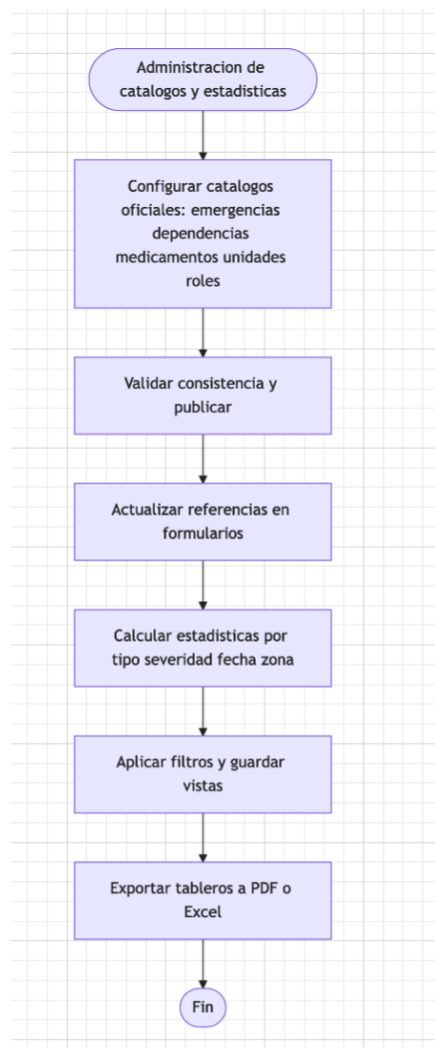 Administracion de
catalogos y estadisticas
Configurar catalogos
oficiales: emergencias
dependencias
medicamentos unidades
roles
Validar consistencia y
publicar
Actualizar referencias en
formularios
Calcular estadisticas por
tipo severidad fecha zona
Aplicar filtros y guardar
vistas
Exportar tableros a PDF o
Excel
Fin